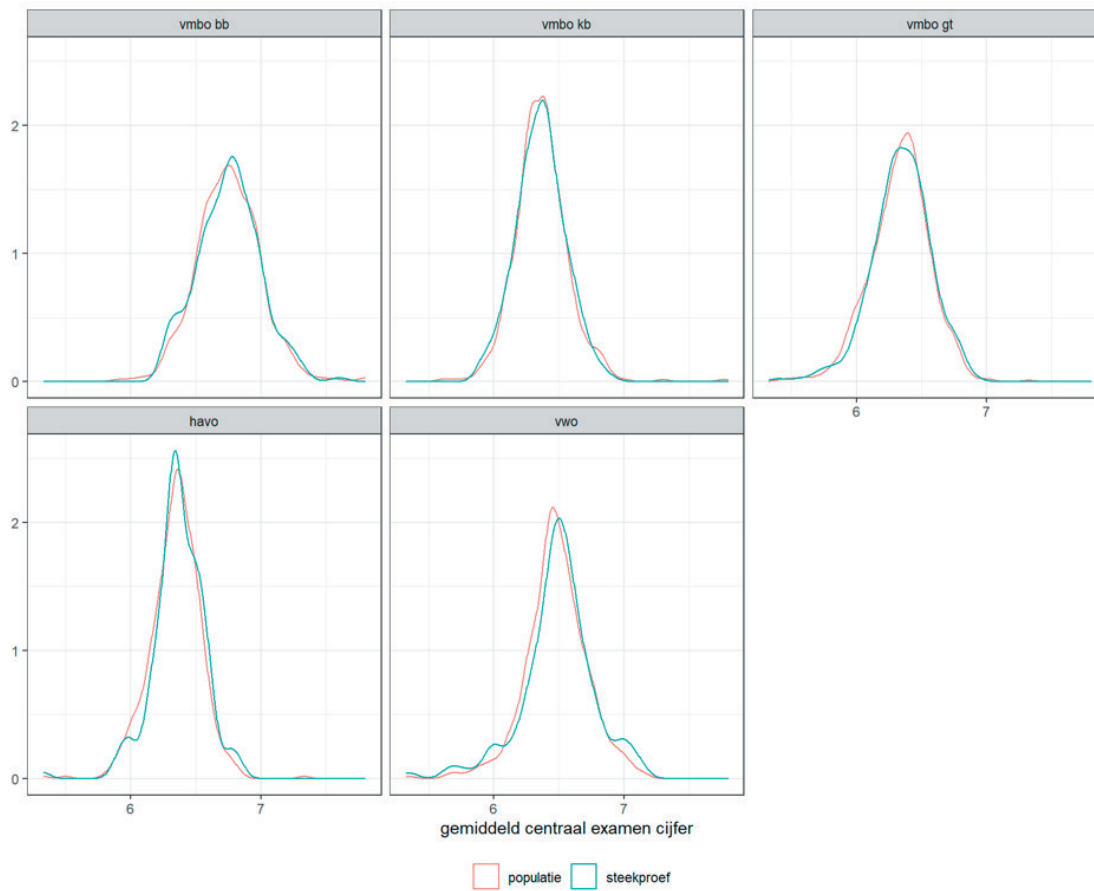 vmbo bb vmbo kb vmbo gt
2
1
0
6 7
havo vwo
2
1
0
6 7 6 7
gemiddeld centraal examen cijfer
populatie steekproef